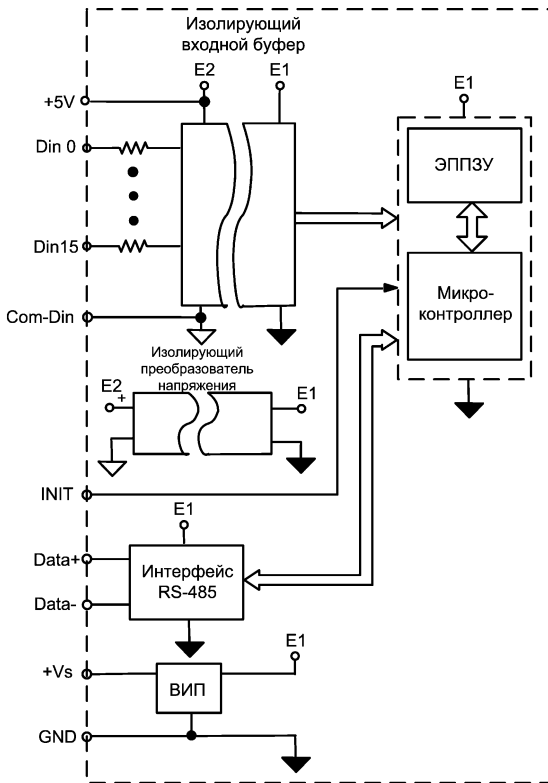 Изолирующий
входной буфер
E2
E1
+5V
Din 0
Din15
Com-Din
E1
ЭППЗУ
Микро-
контроллер
Изолирующий
преобразователь
напряжения
E2
+
E1
INIT
E1
Data+
Data-
Интерфейс
RS-485
+Vs
ВИП
E1
GND